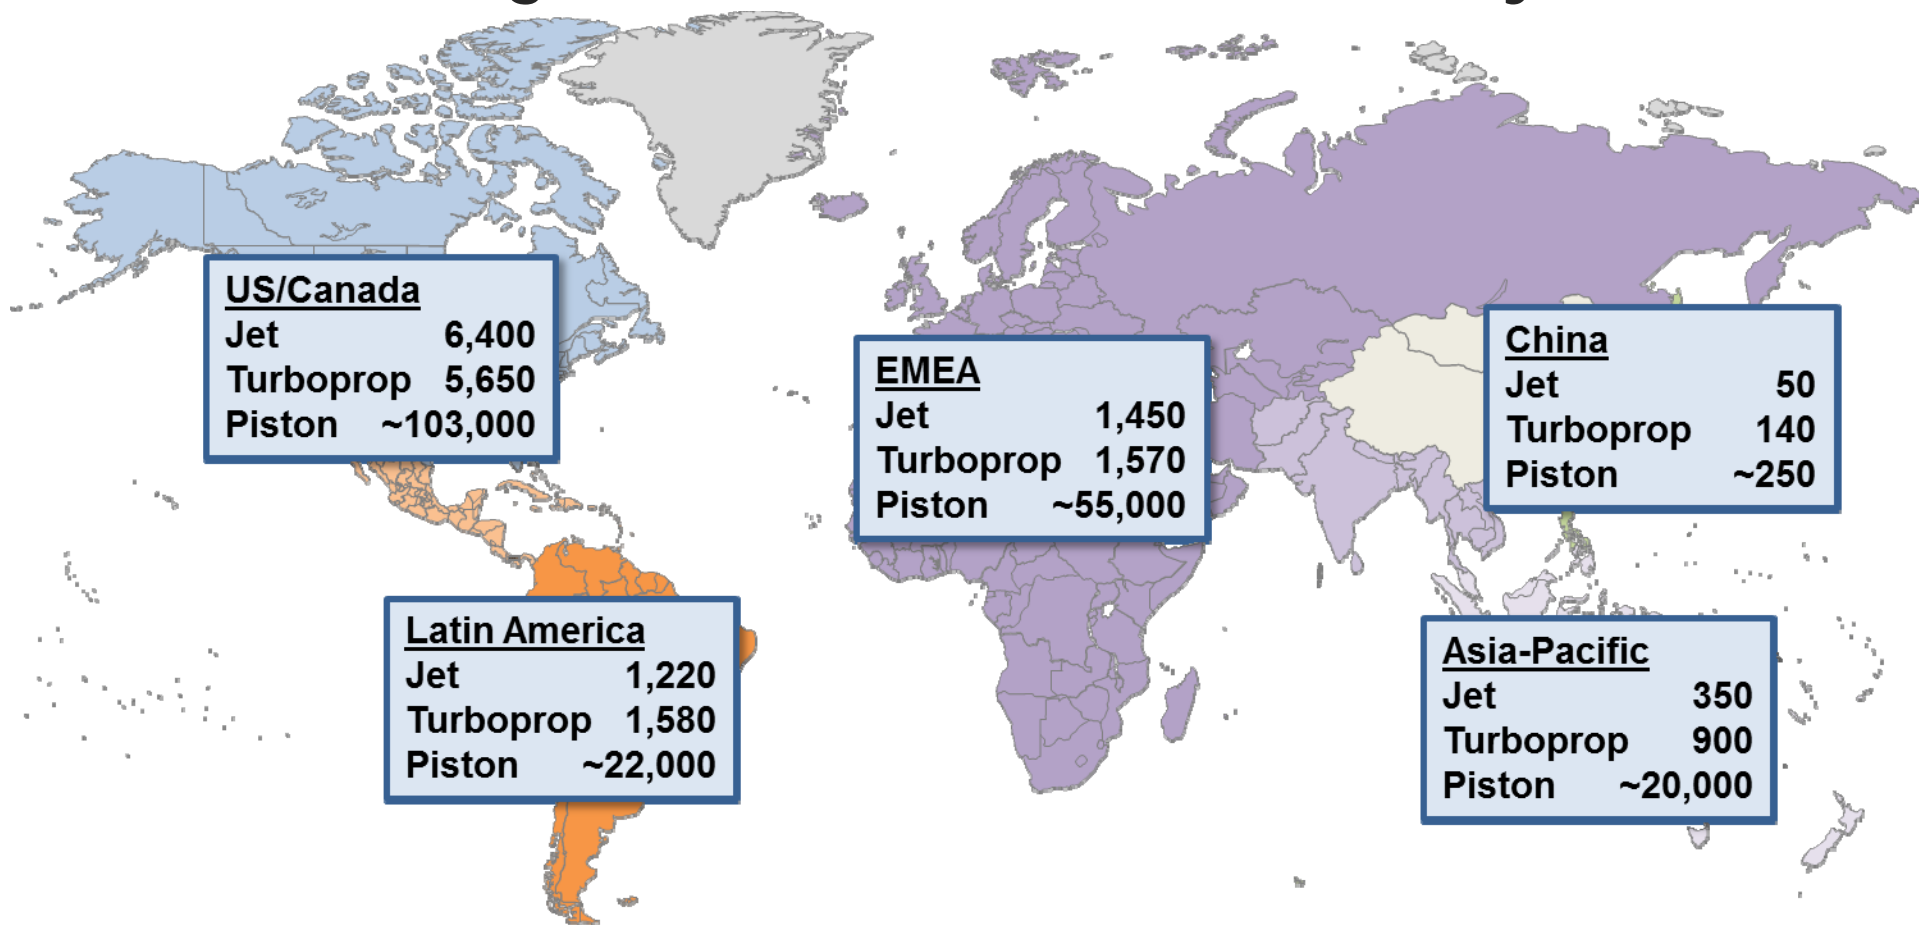 US/Canada
Jet 6,400
Turboprop 5,650
Piston ~103,000
EMEA
Jet 1,450
Turboprop 1,570
Piston ~55,000
China
Jet 50
Turboprop 140
Piston ~250
Latin America
Jet 1,220
Turboprop 1,580
Piston ~22,000
Asia-Pacific
Jet 350
Turboprop 900
Piston ~20,000